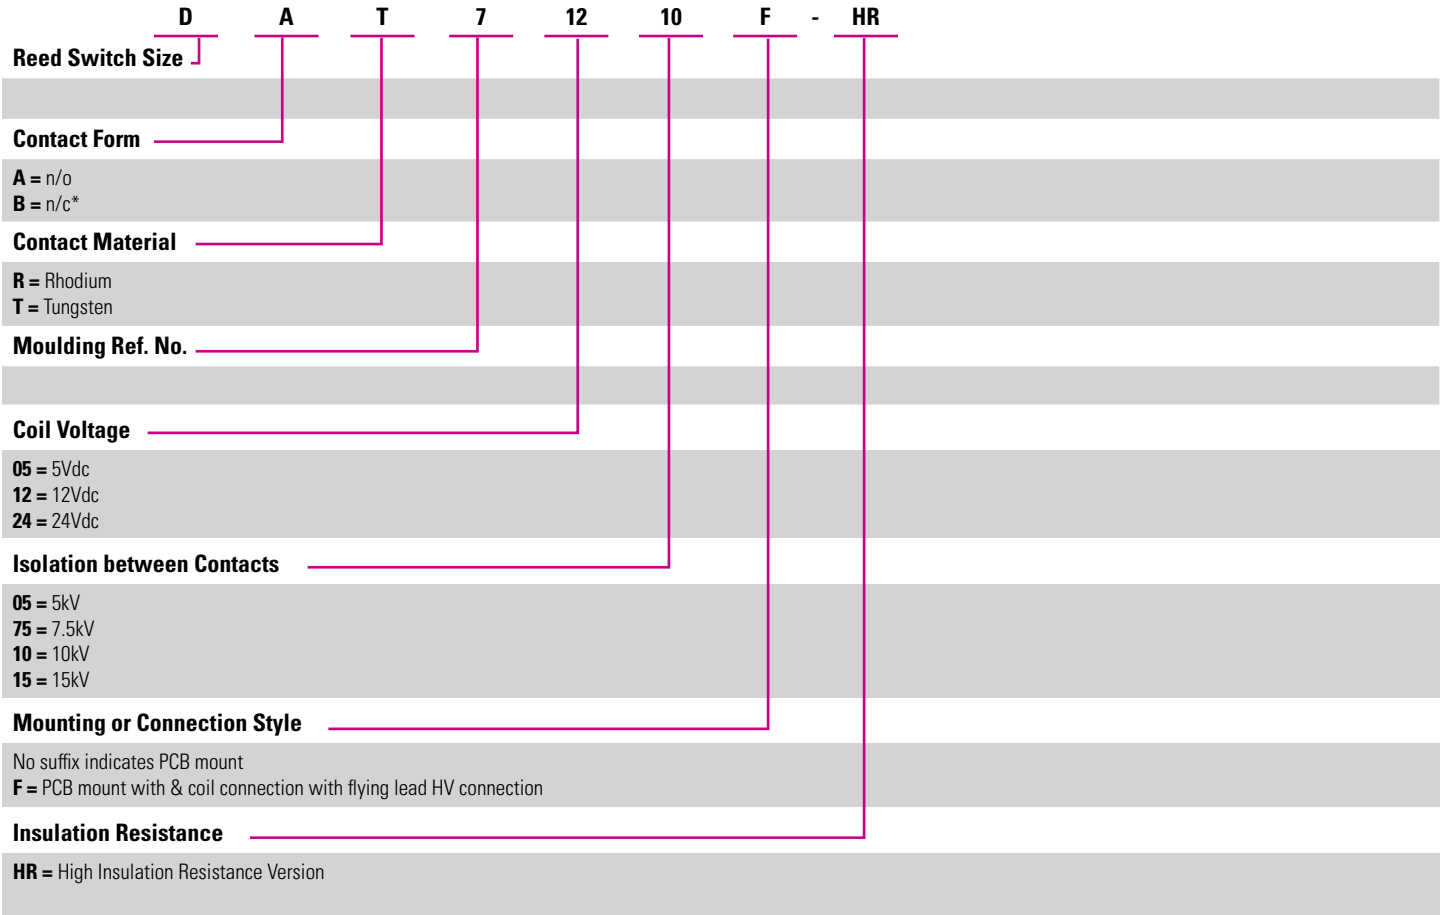 D A T 7 12 10 F - HR
Reed Switch Size
Contact Form
A = n/o
B = n/c*
Contact Material
R = Rhodium
T = Tungsten
Moulding Ref. No.
Coil Voltage
05 = 5Vdc
12 = 12Vdc
24 = 24Vdc
Isolation between Contacts
05 = 5kV
75 = 7.5kV
10 = 10kV
15 = 15kV
Mounting or Connection Style
No suffix indicates PCB mount
F = PCB mount with & coil connection with flying lead HV connection
Insulation Resistance
HR = High Insulation Resistance Version